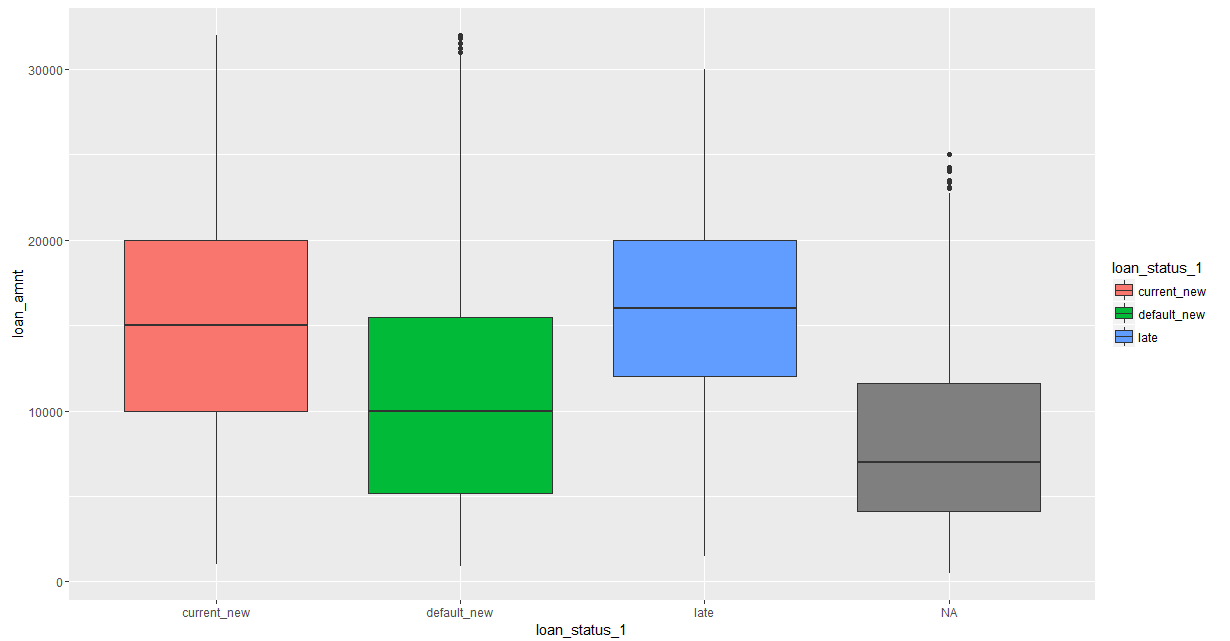 loan_amnt
30000
20000
10000
0
current_new
default_new
late
NA
loan_status_1
loan_status_1
current_new
default_new
late